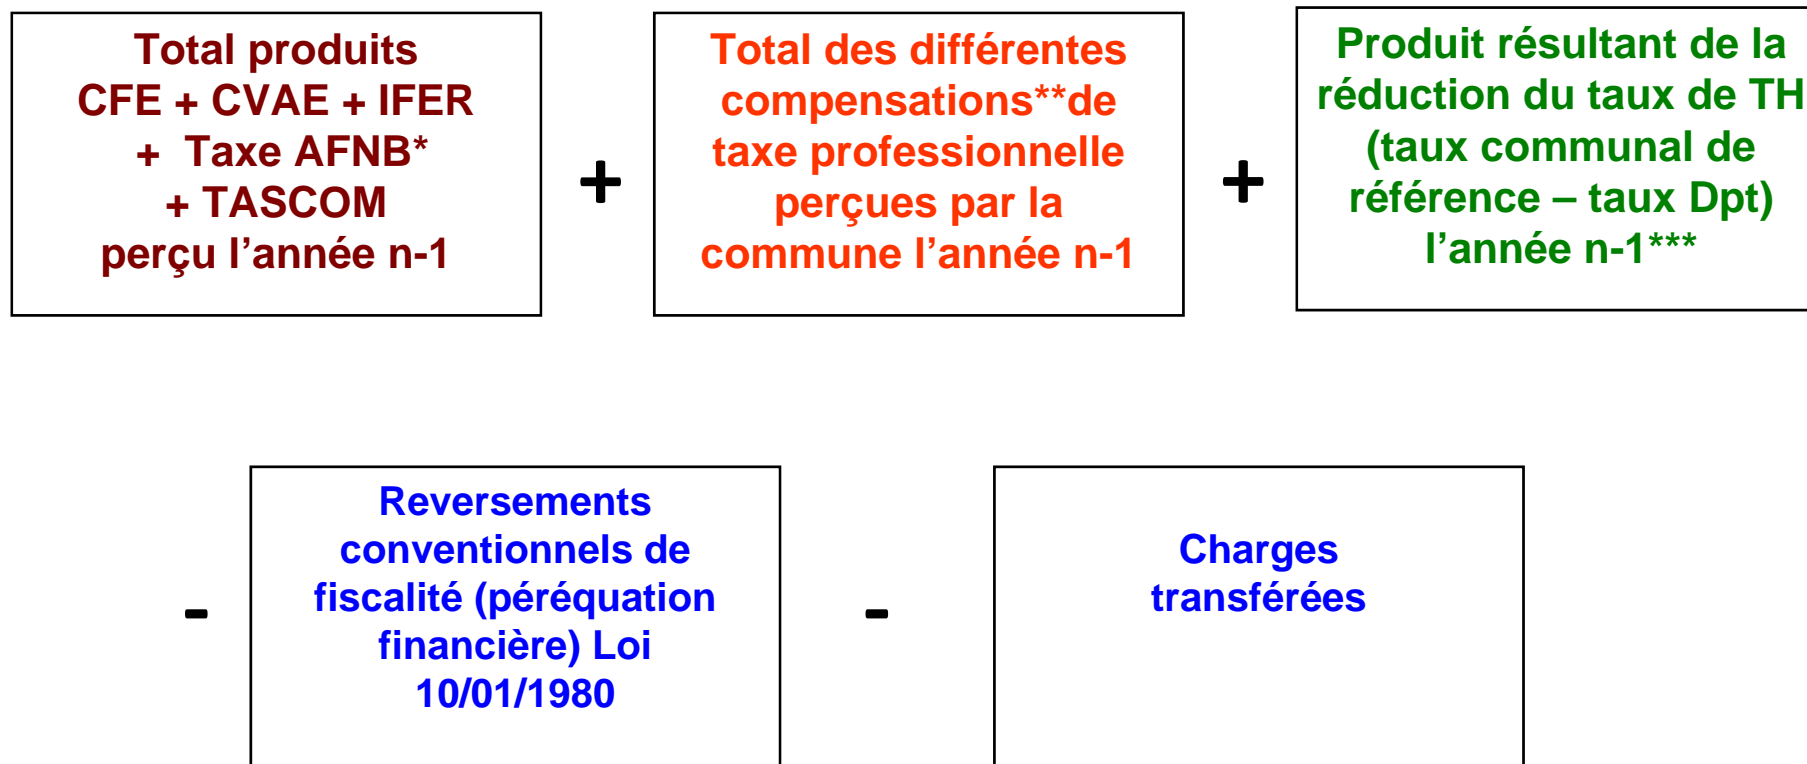 Total produits
CFE + CVAE + IFER
+ Taxe AFNB*
+ TASCOM
perçu l’année n-1
+
Total des différentes
compensations**de
taxe professionnelle
perçues par la
commune l’année n-1
+
Produit résultant de la
réduction du taux de TH
(taux communal de
référence – taux Dpt)
l’année n-1***
-
Reversements
conventionnels de
fiscalité (péréquation
financière) Loi
10/01/1980
-
Charges
transférées